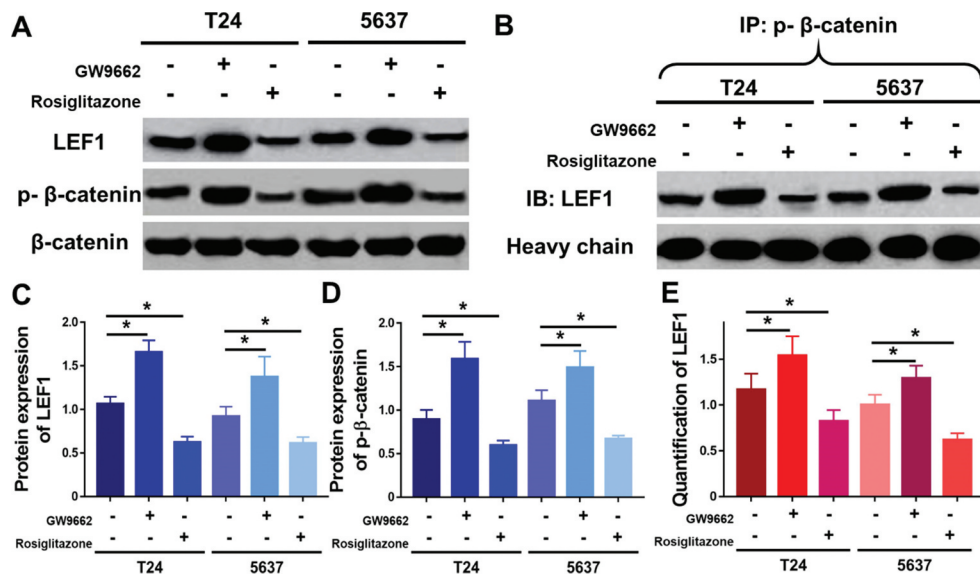 A
T24 5637
GW9662 - + - - + -
Rosiglitazone - - + - - +
LEF1
p- β-catenin
β-catenin
B
IP: p- β-catenin
T24 5637
GW9662 - + - - + -
Rosiglitazone - - + - - +
IB: LEF1
Heavy chain
C
Protein expression
of LEF1
2.0
1.5
1.0
0.5
0
* * * *
GW9662 - + - - + -
Rosiglitazone - - + - - +
T24 5637
D
Protein expression
of p-β-catenin
2.0
1.5
1.0
0.5
0
* * * *
GW9662 - + - - + -
Rosiglitazone - - + - - +
T24 5637
E
Quantification of LEF1
1.5
1.0
0.5
0.0
* * * *
GW9662 - + - - + -
Rosiglitazone - - + - - +
T24 5637